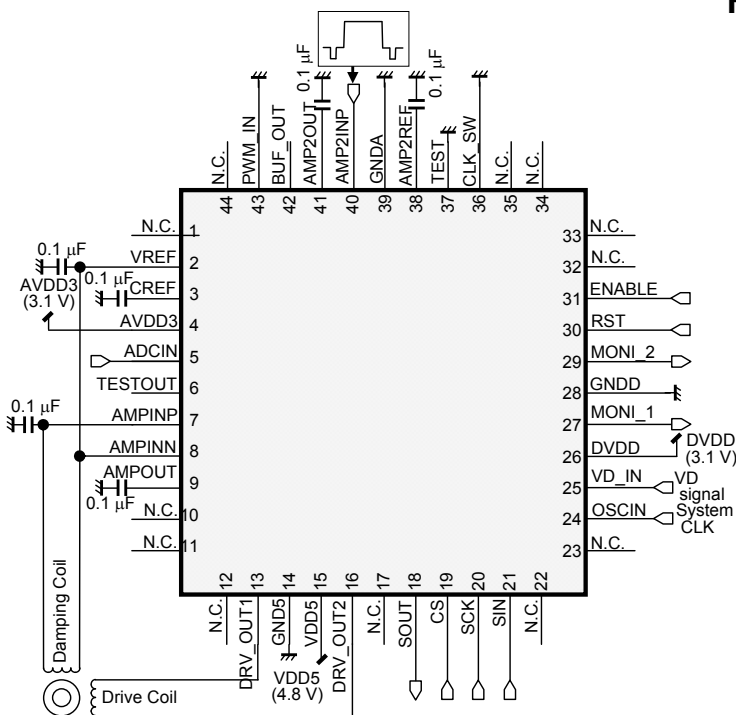 0.1 µF
0.1 µF
N.C.
PWM_IN
BUF_OUT
AMP2OUT
AMP2INP
GNDA
AMP2REF
TEST
CLK_SW
N.C.
N.C.
44
43
42
41
40
39
38
37
36
35
34
N.C. 1
0.1 µF VREF 2
AVDD3
(3.1 V)
0.1 µF CREF 3
AVDD3 4
ADCIN 5
TESTOUT 6
0.1 µF AMPINP 7
AMPINN 8
AMPOUT 9
0.1 µF
N.C. 10
N.C. 11
33 N.C.
32 N.C.
31 ENABLE
30 RST
29 MONI_2
28 GNDD
27 MONI_1
26 DVDD
DVDD
(3.1 V)
25 VD_IN VD
signal
24 OSCIN System
CLK
23 N.C.
12
13
14
15
16
17
18
19
20
21
22
N.C.
DRV_OUT1
GND5
VDD5
DRV_OUT2
N.C.
SOUT
CS
SCK
SIN
N.C.
VDD5
(4.8 V)
Damping Coil
Drive Coil